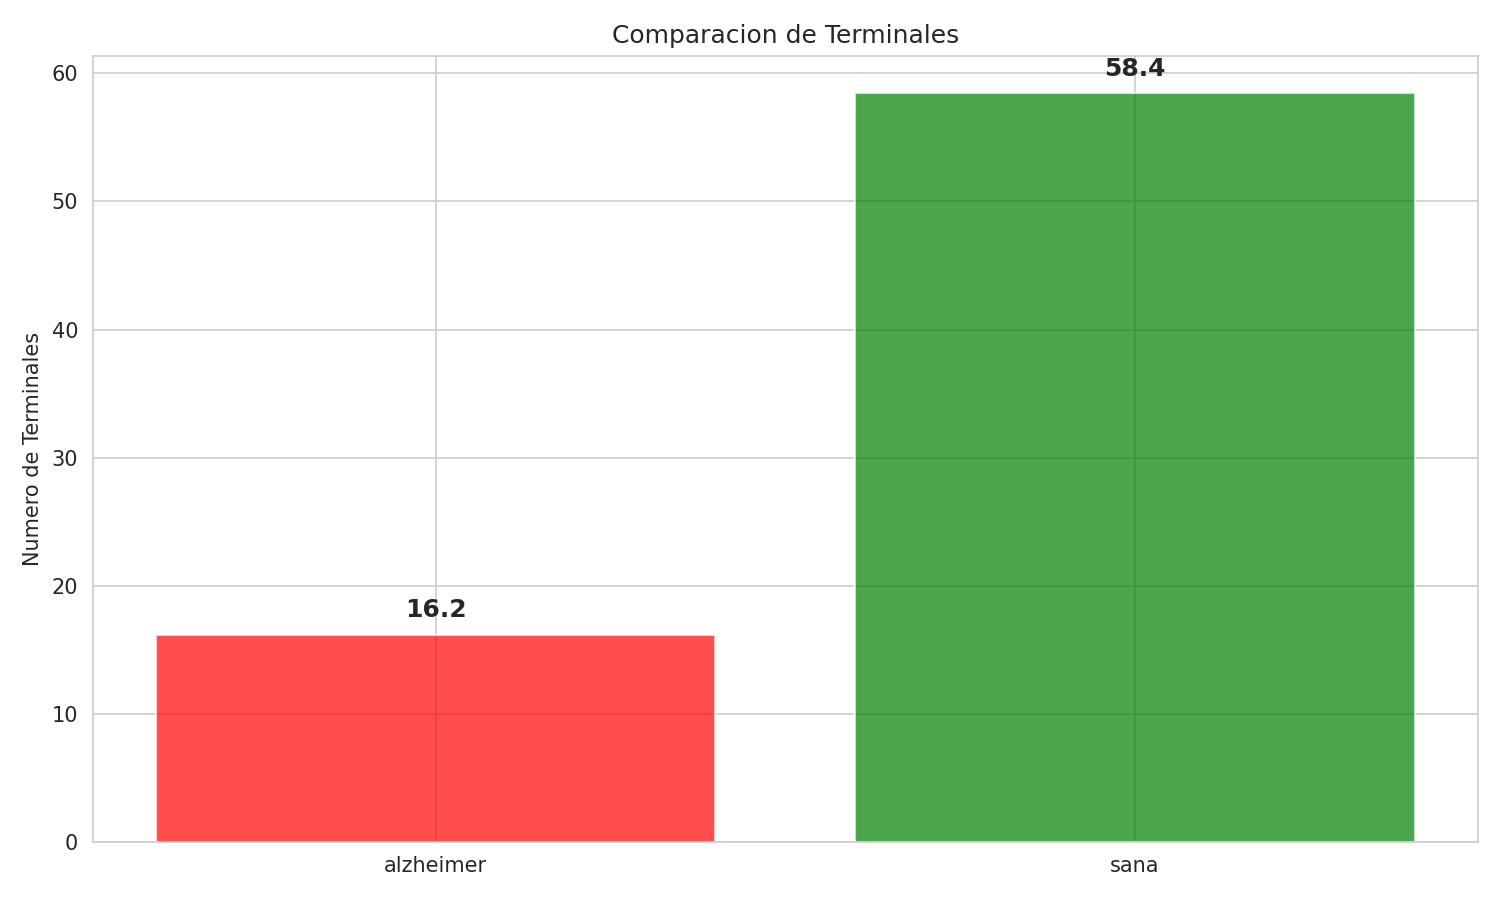 Comparacion de Terminales
Numero de Terminales
60
50
40
30
20
10
0
16.2
58.4
alzheimer
sana